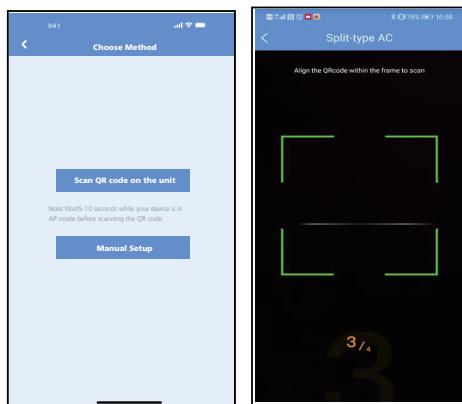 9:41
Choose Method
Scan QR code on the unit
Note:Wait5-10 seconds while your device is in
AP mode before scanning the QR code.
Manual Setup
78% 10:58
Split-type AC
Align the QRcode within the frame to scan
3/4
3